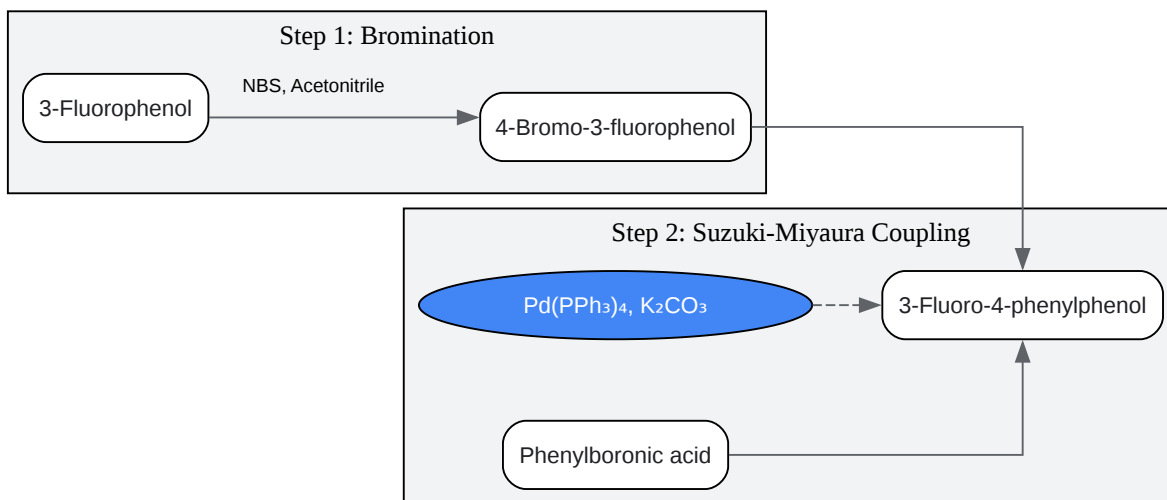 Step 1: Bromination
3-Fluorophenol
NBS, Acetonitrile
4-Bromo-3-fluorophenol
Step 2: Suzuki-Miyaura Coupling
Pd(PPh₃)₄, K₂CO₃
3-Fluoro-4-phenylphenol
Phenylboronic acid